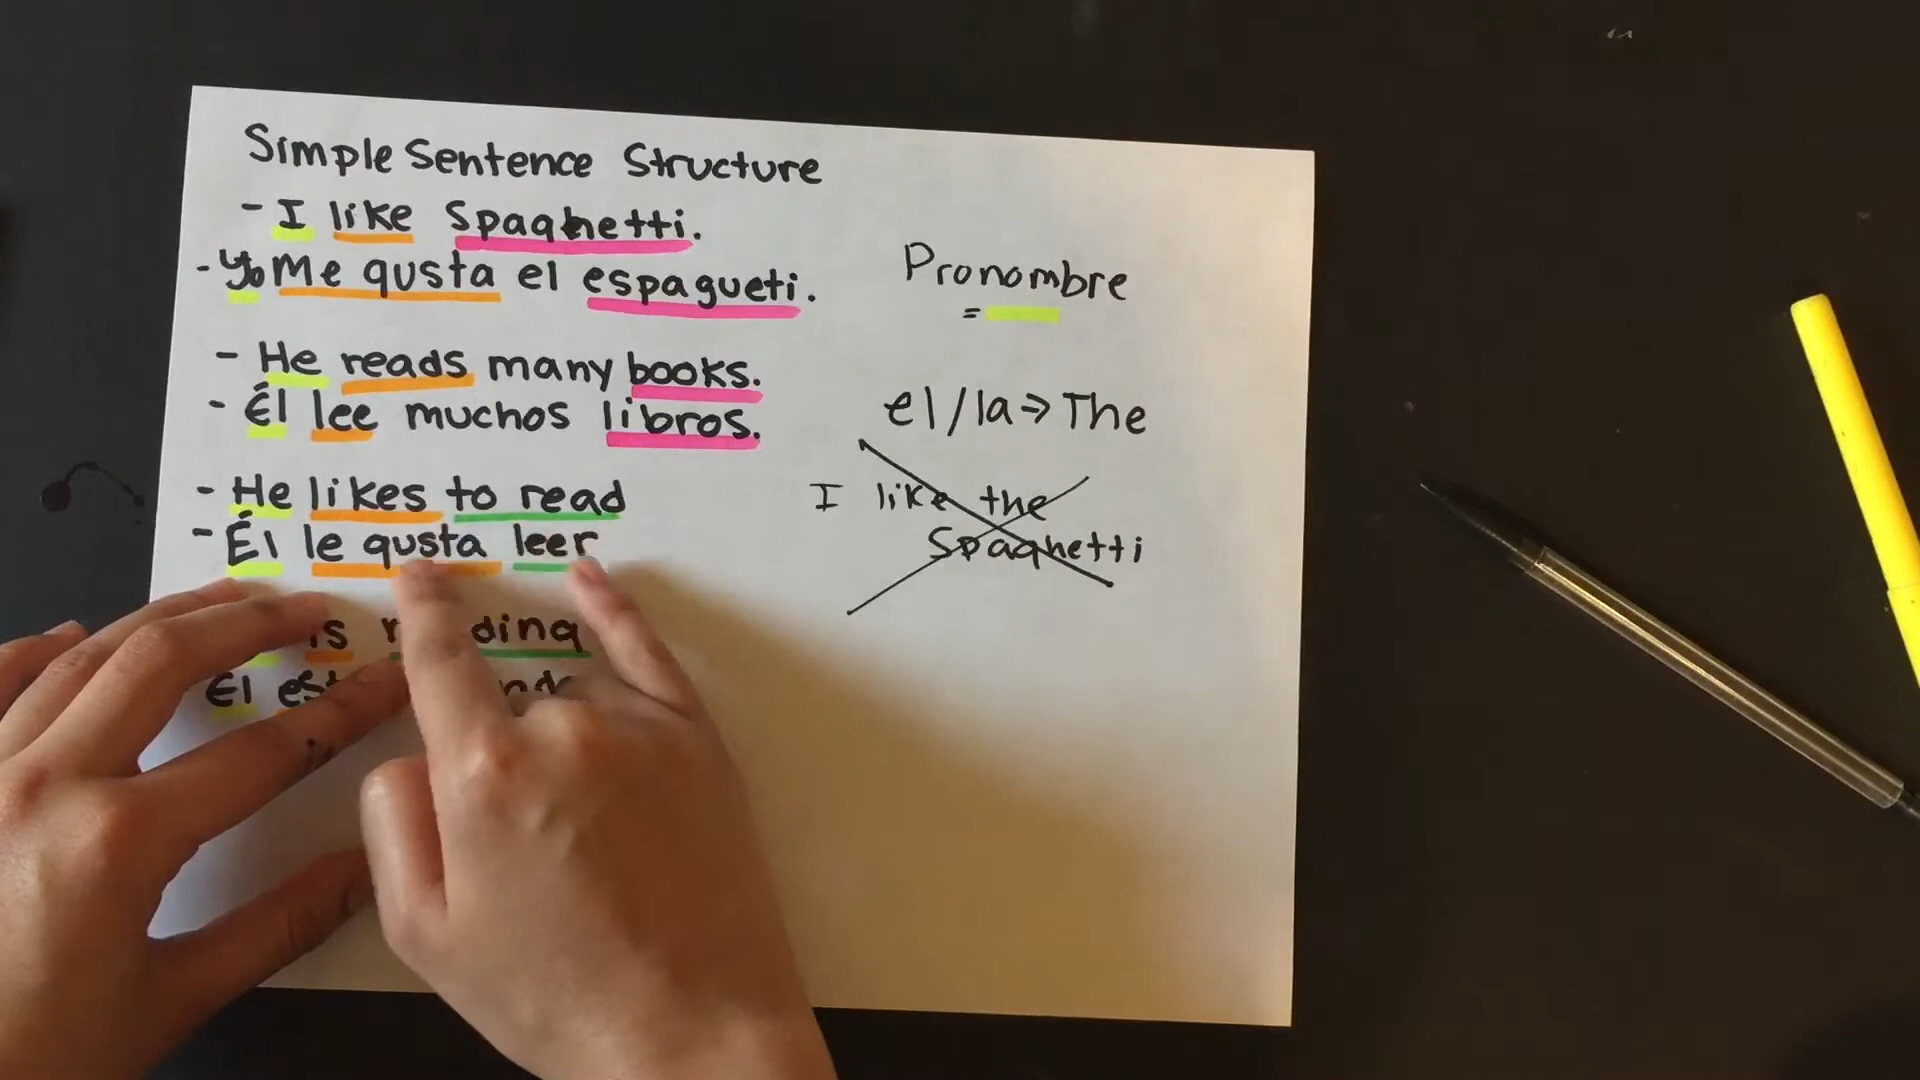 Simple Sentence Structure
- I like Spaghetti.
- Yo Me gusta el espagueti.
- He reads many books.
- Él lee muchos libros.
- He likes to read
- Él le gusta leer
is
Él
Pronombre
=
el/la ⇒ The
I like the
Spaghetti